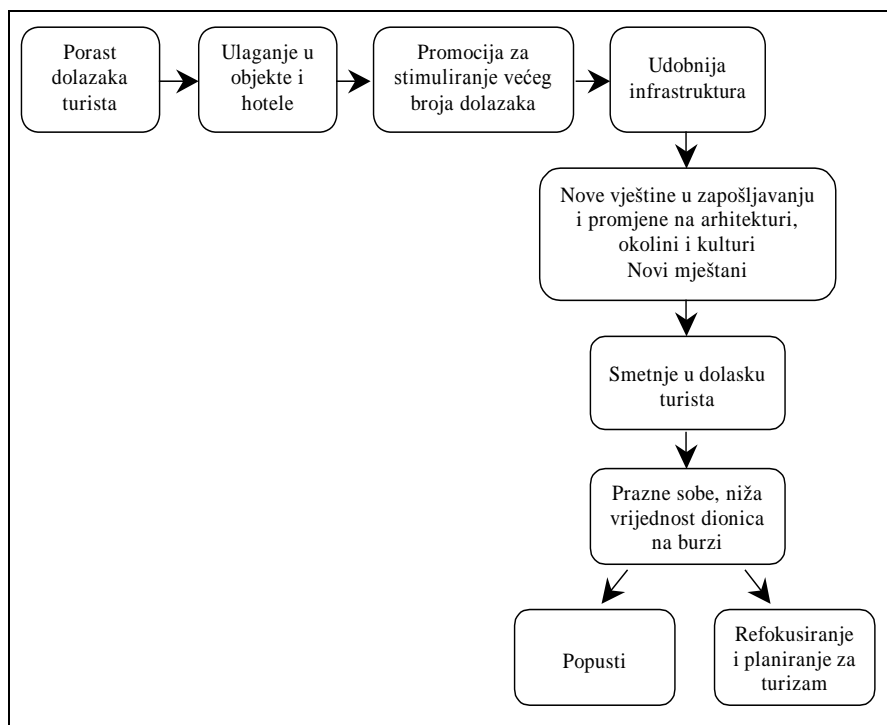 Porast
dolazaka
turista
Ulaganje u
objekte i
hotele
Promocija za
stimuliranje većeg
broja dolazaka
Udobnija
infrastruktura
Nove vještine u zapošljavanju
i promjene na arhitekturi,
okolini i kulturi
Novi mještani
Smetnje u dolasku
turista
Prazne sobe, niža
vrijednost dionica
na burzi
Popusti
Refokusiranje
i planiranje za
turizam